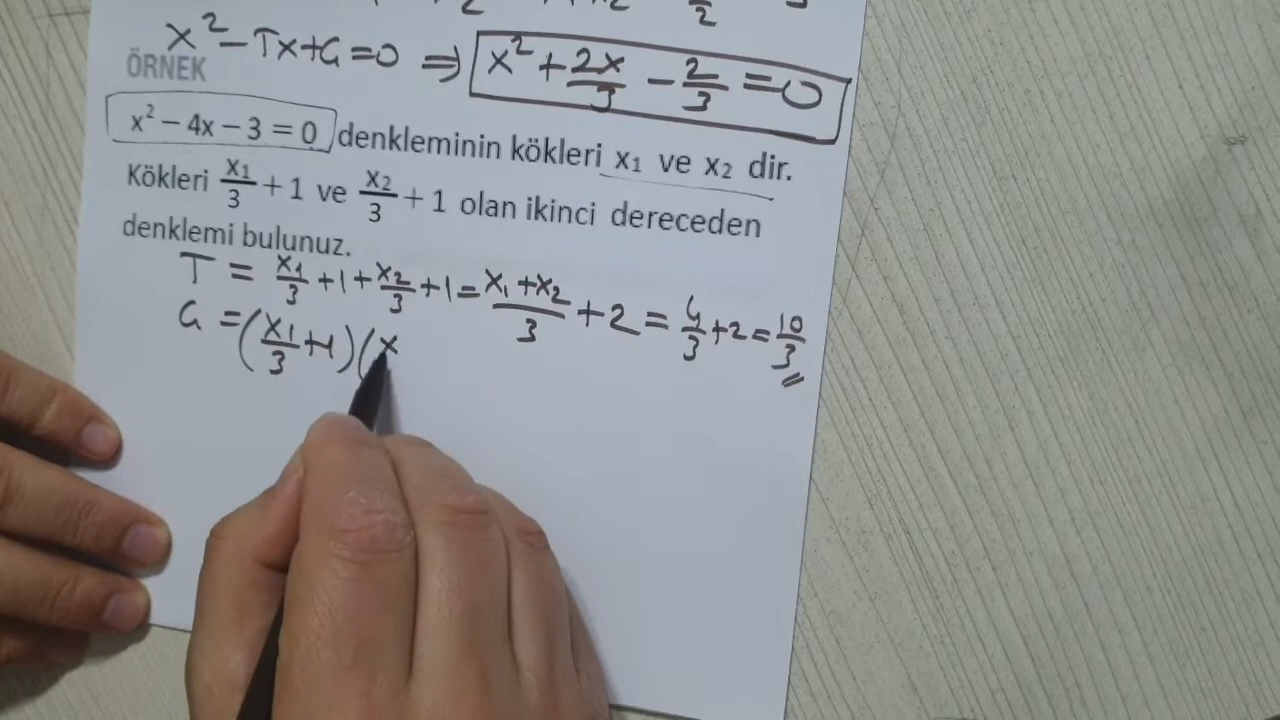 x² - Tx + G = 0 ⇒ x² + 2x/3 - 2/3 = 0
ÖRNEK
x² - 4x - 3 = 0 denkleminin kökleri x₁ ve x₂ dir.
Kökleri x₁/3 + 1 ve x₂/3 + 1 olan ikinci dereceden
denklemi bulunuz.
T = x₁/3 + 1 + x₂/3 + 1 = x₁ + x₂/3 + 2 = 4/3 + 2 = 10/3
G = (x₁/3 + 1)(x